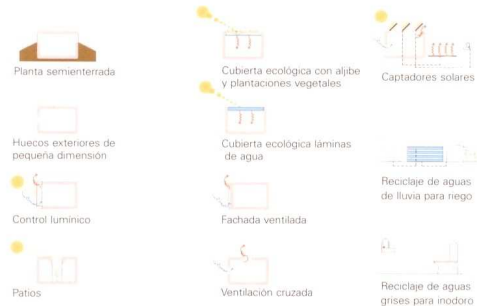 Planta semienterrada
Huecos exteriores de
pequeña dimensión
Control lumínico
Patios
Cubierta ecológica con aljibe
y plantaciones vegetales
Cubierta ecológica láminas
de agua
Fachada ventilada
Ventilación cruzada
Captadores solares
Reciclaje de aguas
de lluvia para riego
Reciclaje de aguas
grises para inodoro